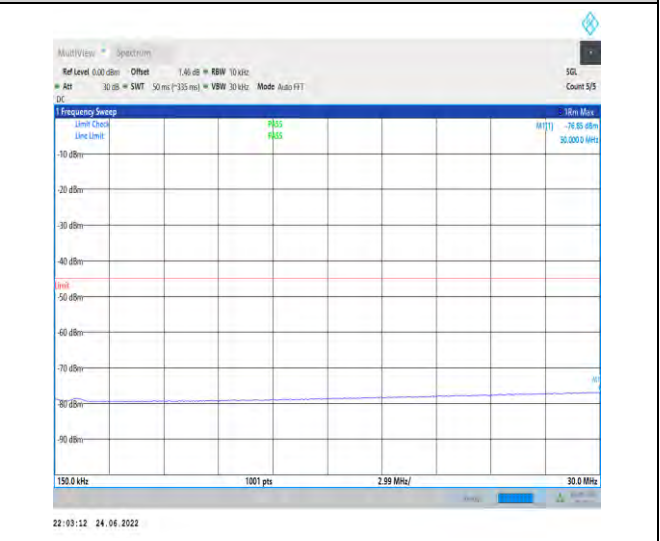 MultiView Spectrum
Ref Level 0.00 dBm Offset 1.46 dB RBW 10 kHz SGL
Att 30 dB SWT 50 ms (~335 ms) VBW 30 kHz Mode Auto FFT Count 5/5
DC
1 Frequency Sweep 1Rm Max
Limit Check PASS M1[1] -76.85 dBm
Line Limit PASS 30.000 0 MHz
-10 dBm
-20 dBm
-30 dBm
-40 dBm
Limit
-50 dBm
-60 dBm
-70 dBm
M1
-80 dBm
-90 dBm
150.0 kHz 1001 pts 2.99 MHz/ 30.0 MHz
22:03:12 24.06.2022